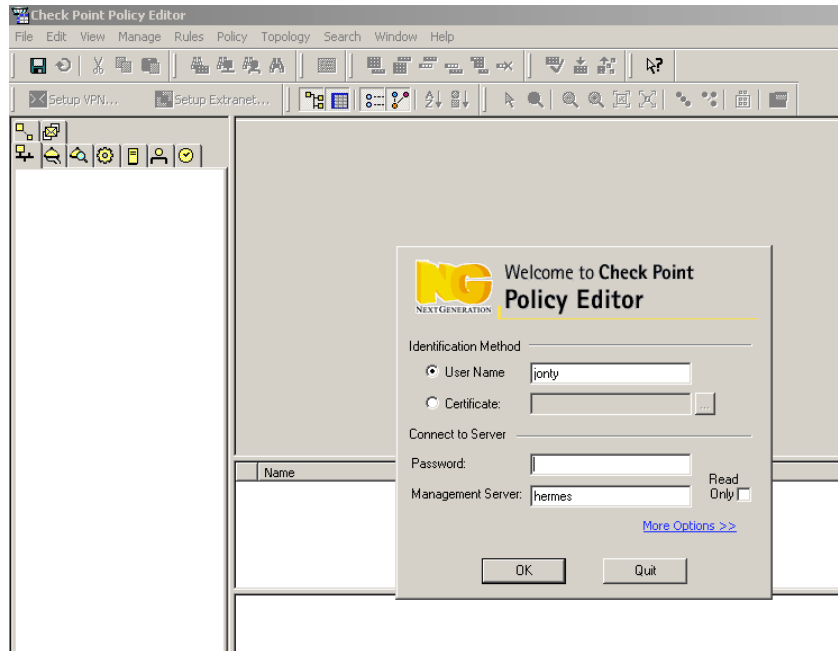 Check Point Policy Editor
File Edit View Manage Rules Policy Topology Search Window Help
Setup VPN... Setup Extranet...
NG
NEXT GENERATION
Welcome to Check Point
Policy Editor
Identification Method
User Name jonty
Certificate: ...
Connect to Server
Password:
Management Server: hermes
Read
Only
More Options >>
OK Quit
Name